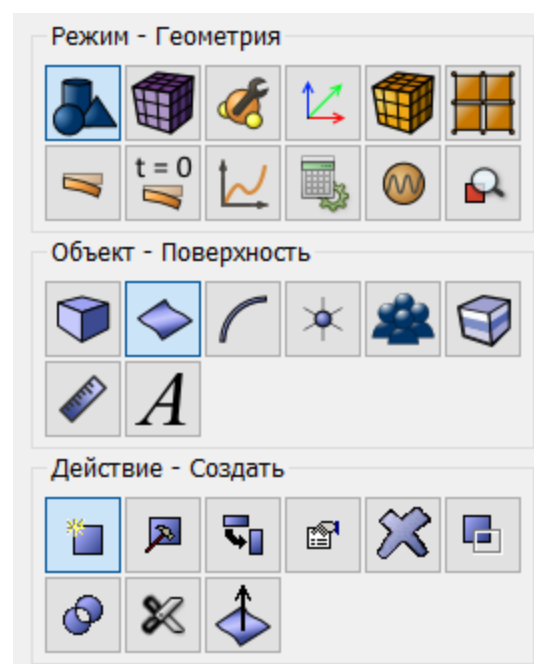 Режим - Геометрия
t = 0
Объект - Поверхность
A
Действие - Создать